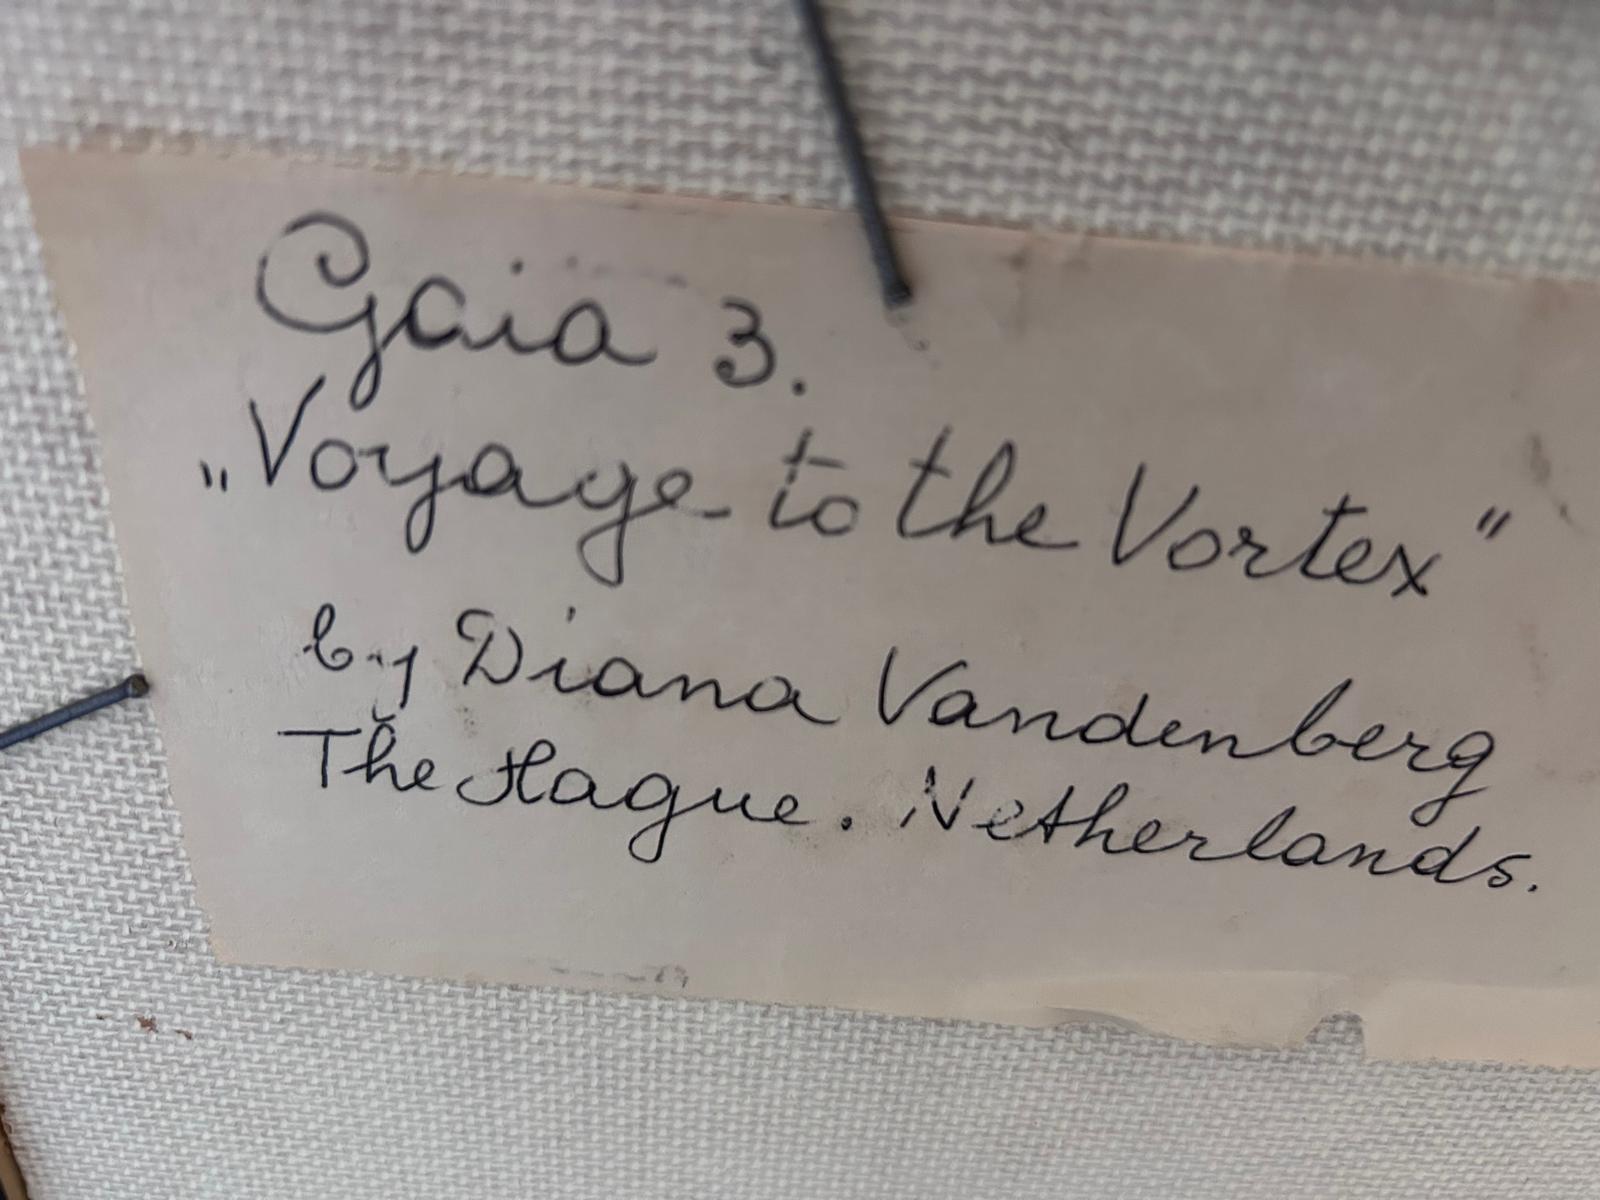 Gaia 3.
„Voyage to the Vortex"
by Diana Vandenberg
The Hague. Netherlands.